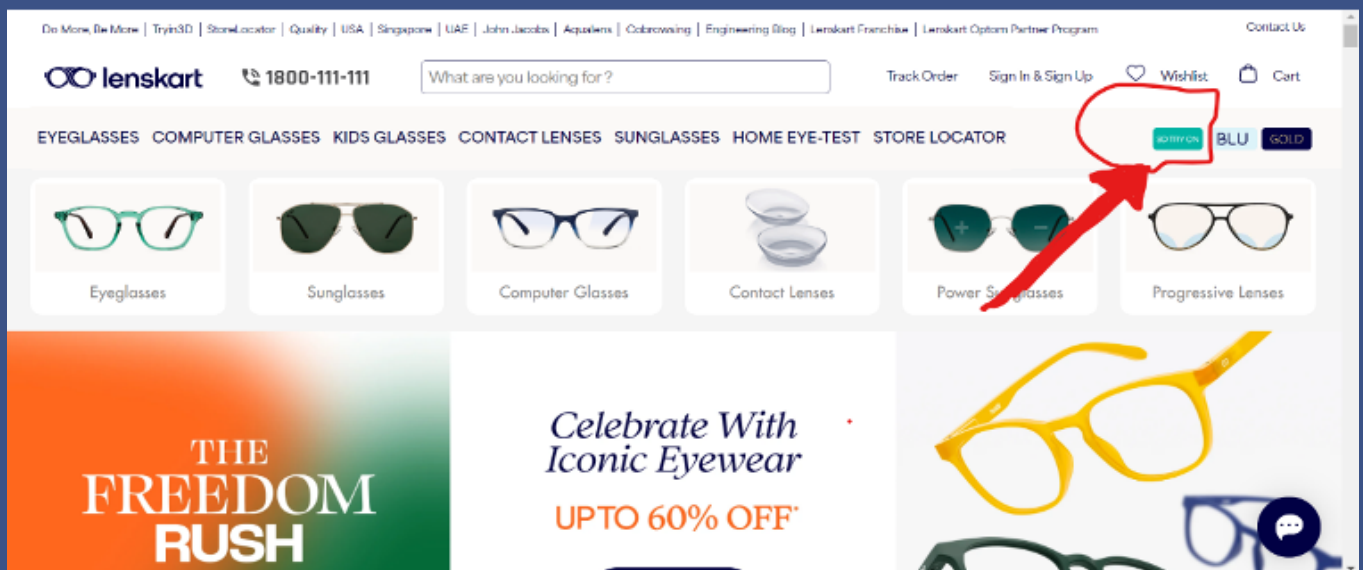 Do More, Be More | Tryin3D | StoreLocator | Quality | USA | Singapore | UAE | John Jacobs | Aqualens | Cobrowsing | Engineering Blog | Lenskart Franchise | Lenskart Optom Partner Program
Contact Us
lenskart
1800-111-111
What are you looking for ?
Track Order
Sign In & Sign Up
Wishlist
Cart
EYEGLASSES COMPUTER GLASSES KIDS GLASSES CONTACT LENSES SUNGLASSES HOME EYE-TEST STORE LOCATOR
3D TRY ON
BLU
GOLD
Eyeglasses
Sunglasses
Computer Glasses
Contact Lenses
Power Sunglasses
Progressive Lenses
THE
FREEDOM
RUSH
Celebrate With
Iconic Eyewear
UPTO 60% OFF*